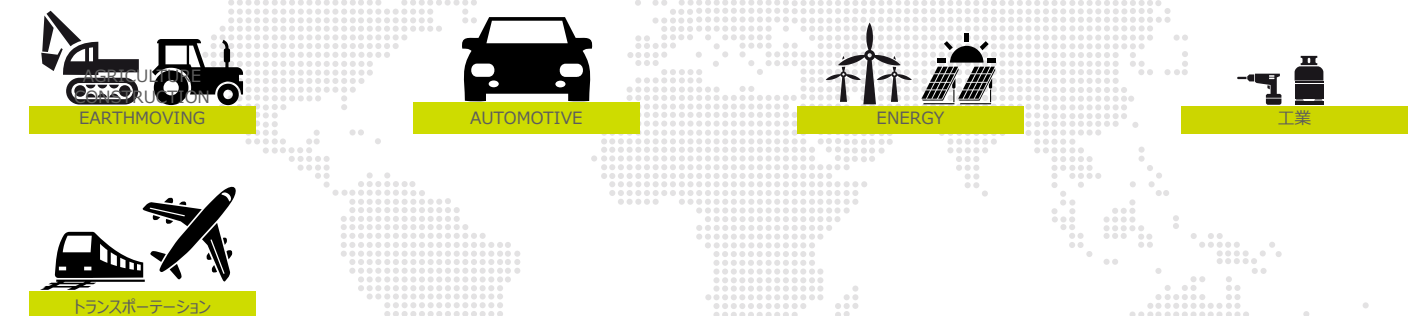 AGRICULTURE
CONSTRUCTION
EARTHMOVING
AUTOMOTIVE
ENERGY
工業
トランスポーテーション